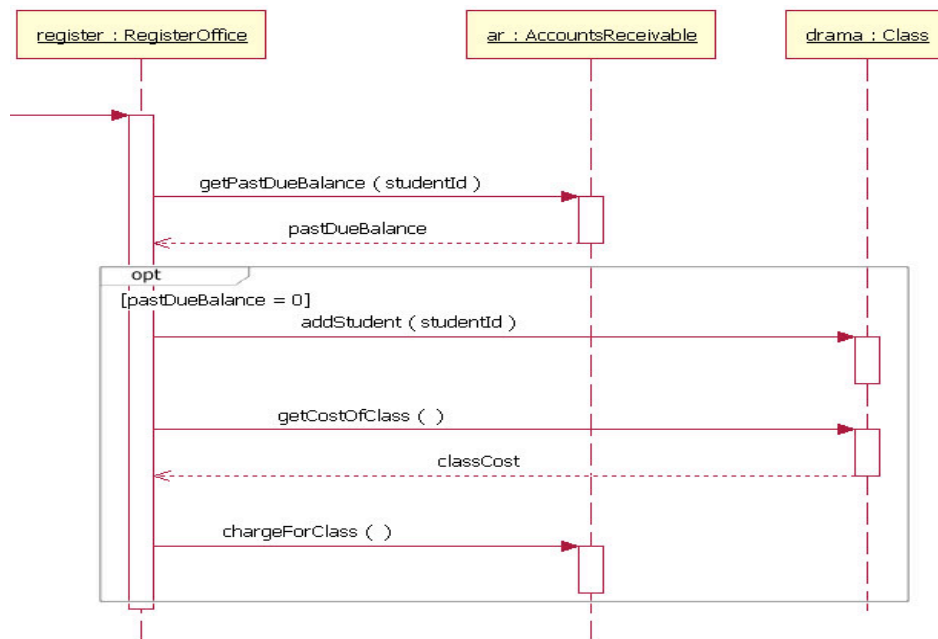 register : RegisterOffice
ar : AccountsReceivable
drama : Class
getPastDueBalance ( studentId )
pastDueBalance
opt
[pastDueBalance = 0]
addStudent ( studentId )
getCostOfClass ( )
classCost
chargeForClass ( )